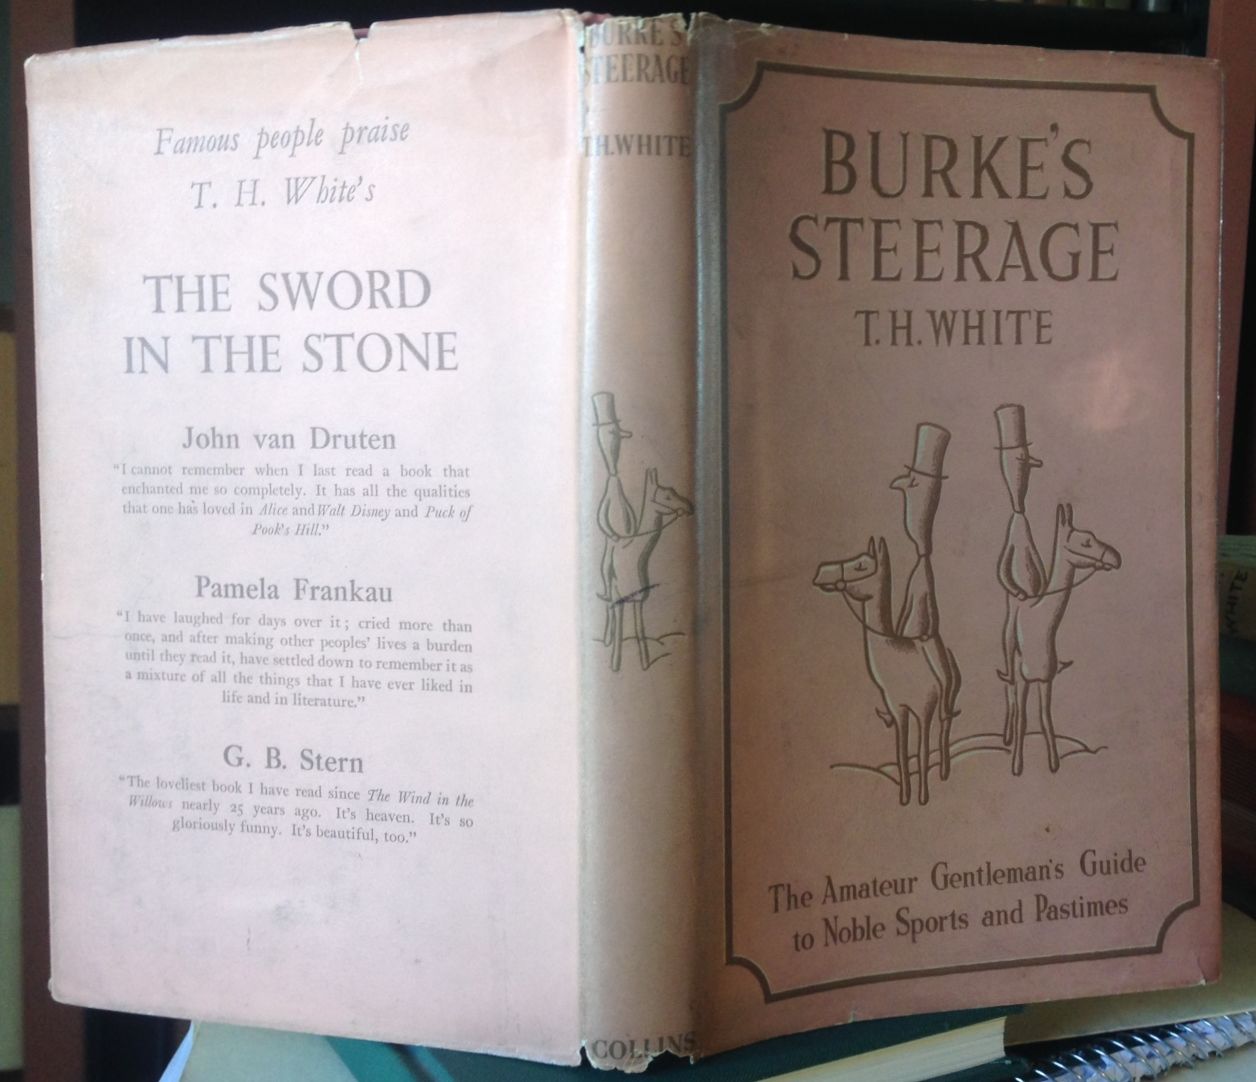 Famous people praise
T. H. White's
THE SWORD
IN THE STONE
John van Druten
"I cannot remember when I last read a book that
enchanted me so completely. It has all the qualities
that one has loved in Alice and Walt Disney and Puck of
Pook's Hill."
Pamela Frankau
"I have laughed for days over it; cried more than
once, and after making other peoples' lives a burden
until they read it, have settled down to remember it as
a mixture of all the things that I have ever liked in
life and in literature."
G. B. Stern
"The loveliest book I have read since The Wind in the
Willows nearly 25 years ago. It's heaven. It's so
gloriously funny. It's beautiful, too."
BURKE'S
STEERAGE
T.H.WHITE
COLLINS
BURKE'S
STEERAGE
T.H.WHITE
The Amateur Gentleman's Guide
to Noble Sports and Pastimes
WHITE